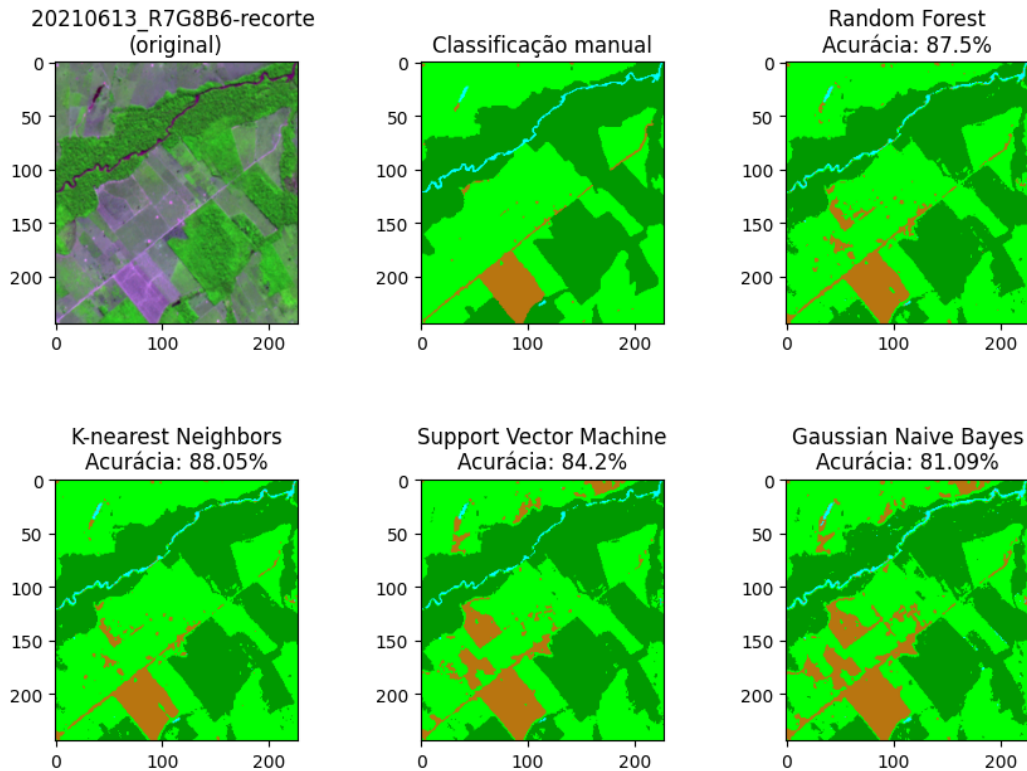 20210613_R7G8B6-recorte
(original)
Classificação manual
Random Forest
Acurácia: 87.5%
0
50
100
150
200
0 100 200
0
50
100
150
200
0 100 200
0
50
100
150
200
0 100 200
K-nearest Neighbors
Acurácia: 88.05%
Support Vector Machine
Acurácia: 84.2%
Gaussian Naive Bayes
Acurácia: 81.09%
0
50
100
150
200
0 100 200
0
50
100
150
200
0 100 200
0
50
100
150
200
0 100 200